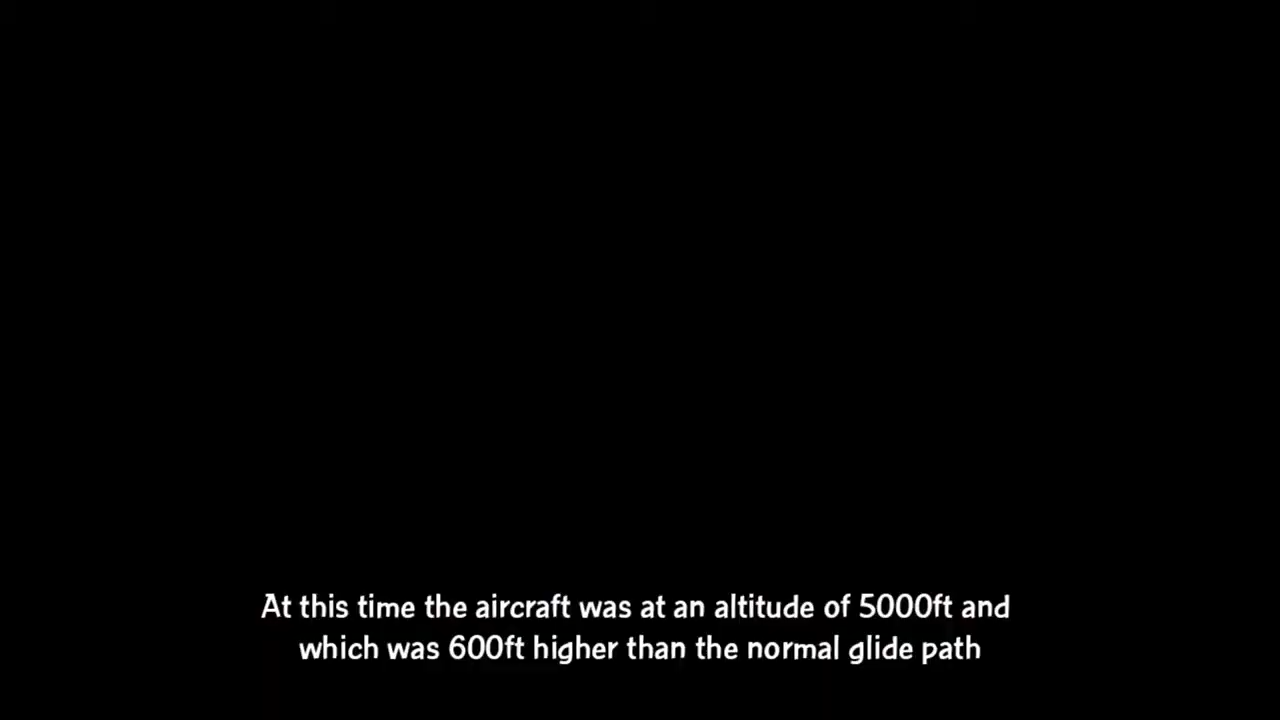 At this time the aircraft was at an altitude of 5000ft and
which was 600ft higher than the normal glide path